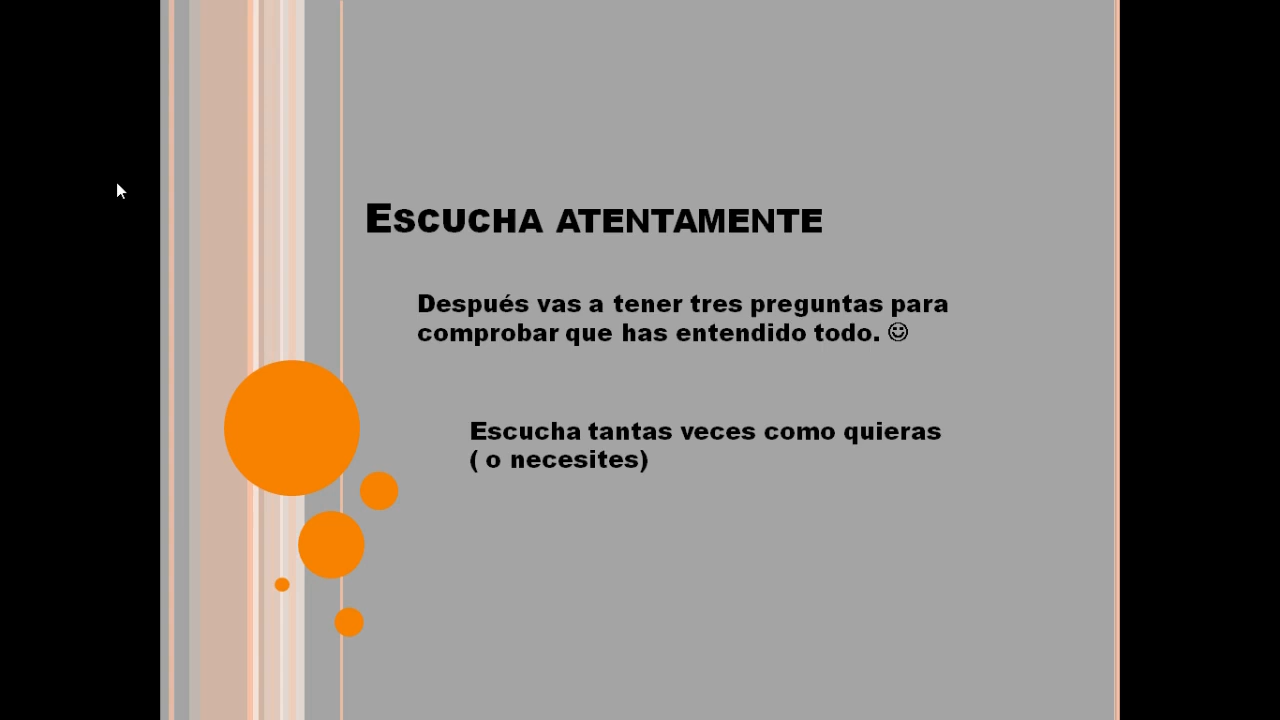 Escucha atentamente
Después vas a tener tres preguntas para
comprobar que has entendido todo. ☺
Escucha tantas veces como quieras
( o necesites)